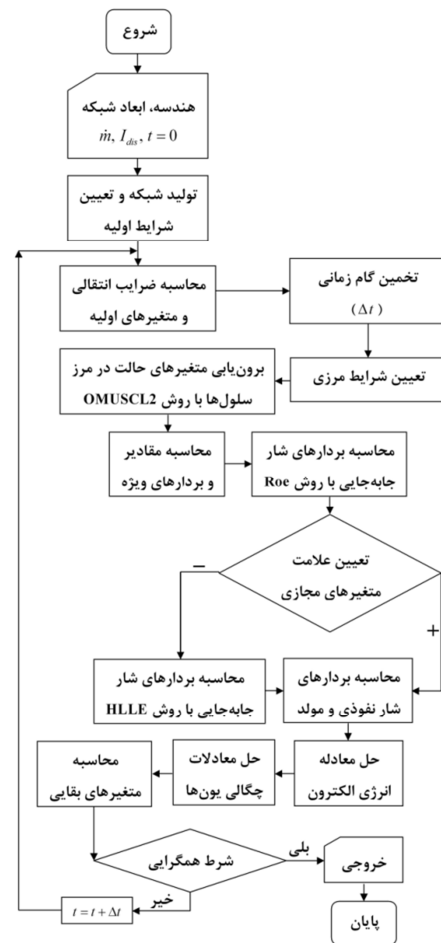 شروع
هندسه، ابعاد شبکه
ṁ, I_dis, t = 0
تولید شبکه و تعیین
شرایط اولیه
محاسبه ضرایب انتقالی
و متغیرهای اولیه
تخمین گام زمانی
(Δt)
تعیین شرایط مرزی
برون‌یابی متغیرهای حالت در مرز
سلول‌ها با روش OMUSCL2
محاسبه مقادیر
و بردارهای ویژه
محاسبه بردارهای شار
جابه‌جایی با روش Roe
تعیین علامت
متغیرهای مجازی
−
+
محاسبه بردارهای شار
جابه‌جایی با روش HLLE
محاسبه بردارهای
شار نفوذی و مولد
حل معادله
انرژی الکترون
حل معادلات
چگالی یون‌ها
محاسبه
متغیرهای بقایی
شرط همگرایی
بلی
خیر
t = t + Δt
خروجی
پایان